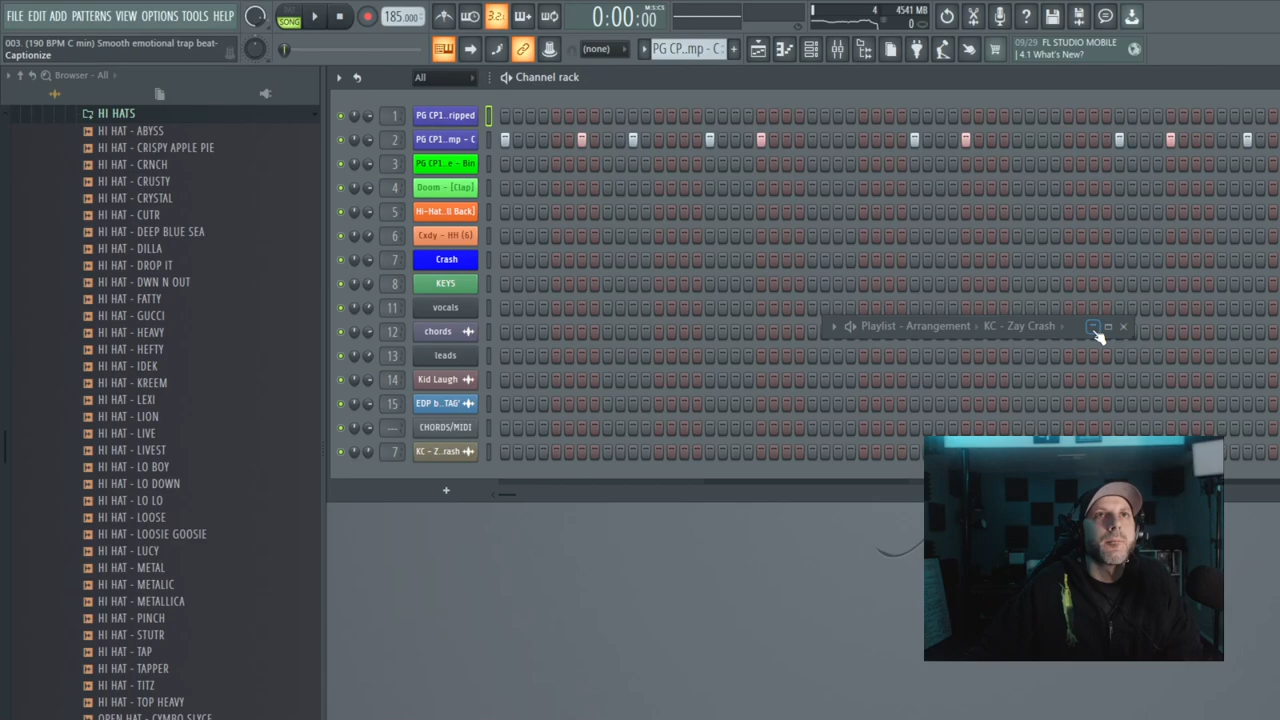 FILE EDIT ADD PATTERNS VIEW OPTIONS TOOLS HELP
PAT
SONG
185.000
3.2.
0:00:00
M:S:CS
4
4541 MB
0
003. (190 BPM C min) Smooth emotional trap beat-
Captionize
(none)
PG CP...mp - C
09/29 FL STUDIO MOBILE
4.1 What's New?
Browser - All
All
Channel rack
HI HATS
HI HAT - ABYSS
HI HAT - CRISPY APPLE PIE
HI HAT - CRNCH
HI HAT - CRUSTY
HI HAT - CRYSTAL
HI HAT - CUTR
HI HAT - DEEP BLUE SEA
HI HAT - DILLA
HI HAT - DROP IT
HI HAT - DWN N OUT
HI HAT - FATTY
HI HAT - GUCCI
HI HAT - HEAVY
HI HAT - HEFTY
HI HAT - IDEK
HI HAT - KREEM
HI HAT - LEXI
HI HAT - LION
HI HAT - LIVE
HI HAT - LIVEST
HI HAT - LO BOY
HI HAT - LO DOWN
HI HAT - LO LO
HI HAT - LOOSE
HI HAT - LOOSIE GOOSIE
HI HAT - LUCY
HI HAT - METAL
HI HAT - METALIC
HI HAT - METALLICA
HI HAT - PINCH
HI HAT - STUTR
HI HAT - TAP
HI HAT - TAPPER
HI HAT - TITZ
HI HAT - TOP HEAVY
OPEN HAT - CYMBO SLYCE
1 PG CP1...ripped
2 PG CP1...mp - C
3 PG CP1...e - Bin
4 Doom - [Clap]
5 Hi-Hat...ll Back]
6 Cxdy - HH (6)
7 Crash
8 KEYS
11 vocals
12 chords
13 leads
14 Kid Laugh
15 EDP b...TAG"
--- CHORDS/MIDI
7 KC - Z...rash
+
Playlist - Arrangement › KC - Zay Crash ›